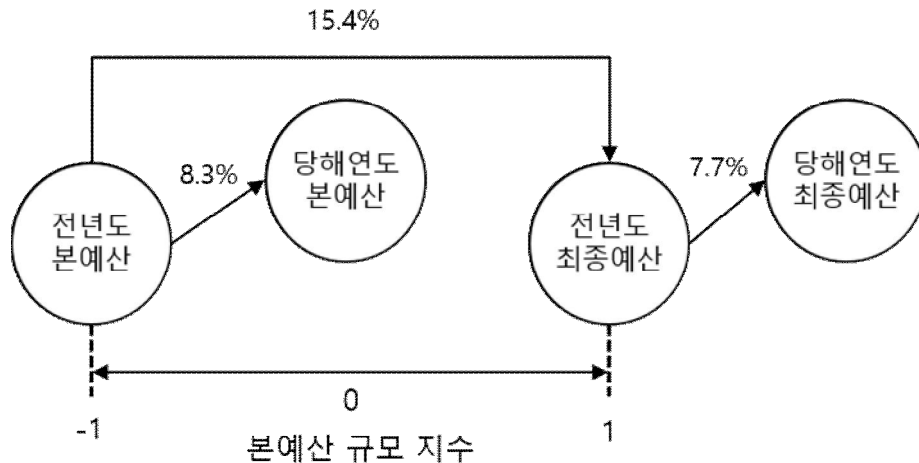 15.4%
전년도
본예산
8.3%
당해연도
본예산
전년도
최종예산
7.7%
당해연도
최종예산
-1
0
1
본예산 규모 지수